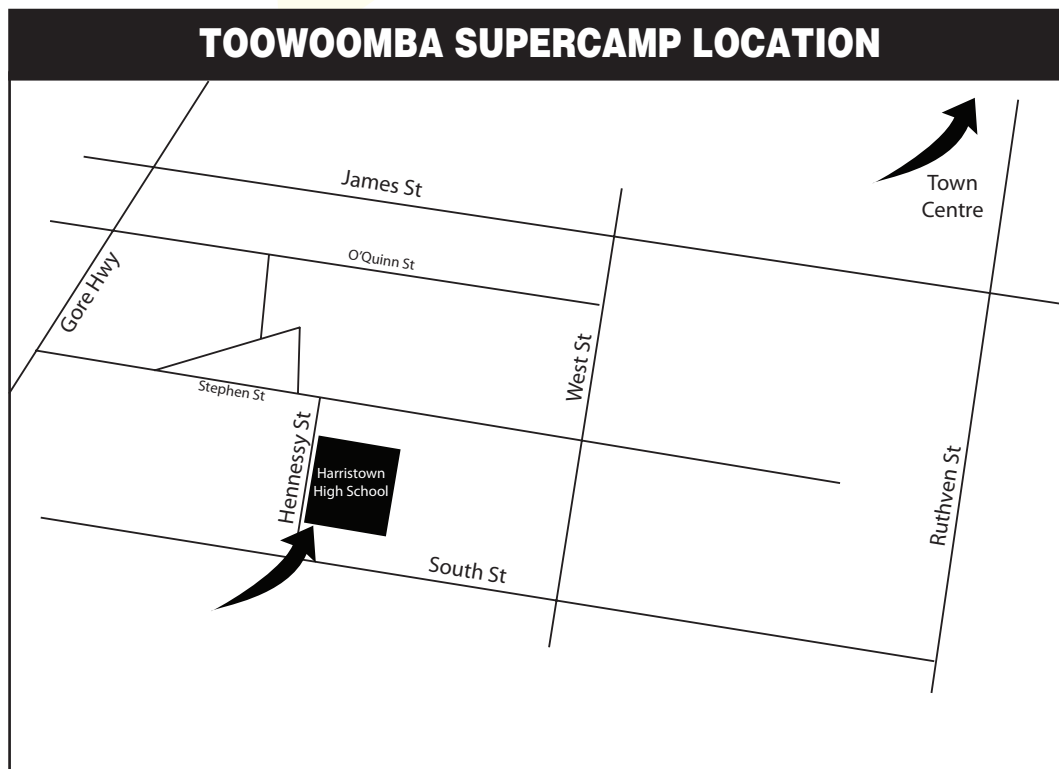 TOOWOOMBA SUPERCAMP LOCATION
James St
Town
Centre
O'Quinn St
Gore Hwy
West St
Stephen St
Hennessy St
Harristown
High School
Ruthven St
South St